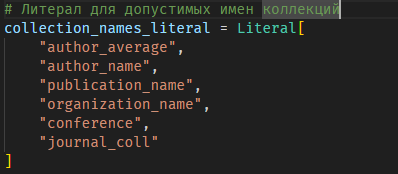 # Литерал для допустимых имен коллекций
collection_names_literal = Literal[
    "author_average",
    "author_name",
    "publication_name",
    "organization_name",
    "conference",
    "journal_coll"
]